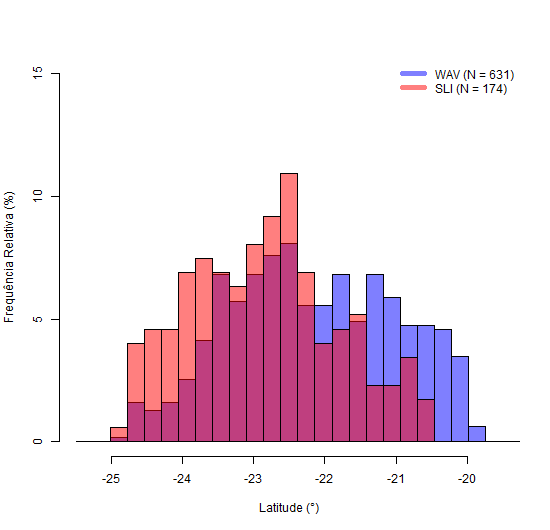 WAV (N = 631)
SLI (N = 174)
Frequência Relativa (%)
15
10
5
0
-25 -24 -23 -22 -21 -20
Latitude (°)